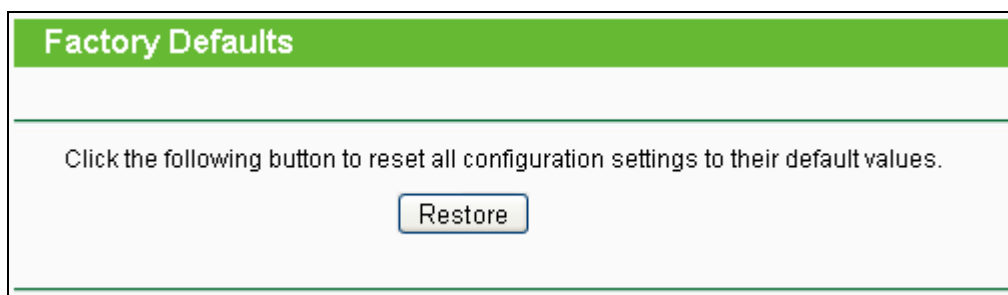 Factory Defaults
Click the following button to reset all configuration settings to their default values.
Restore